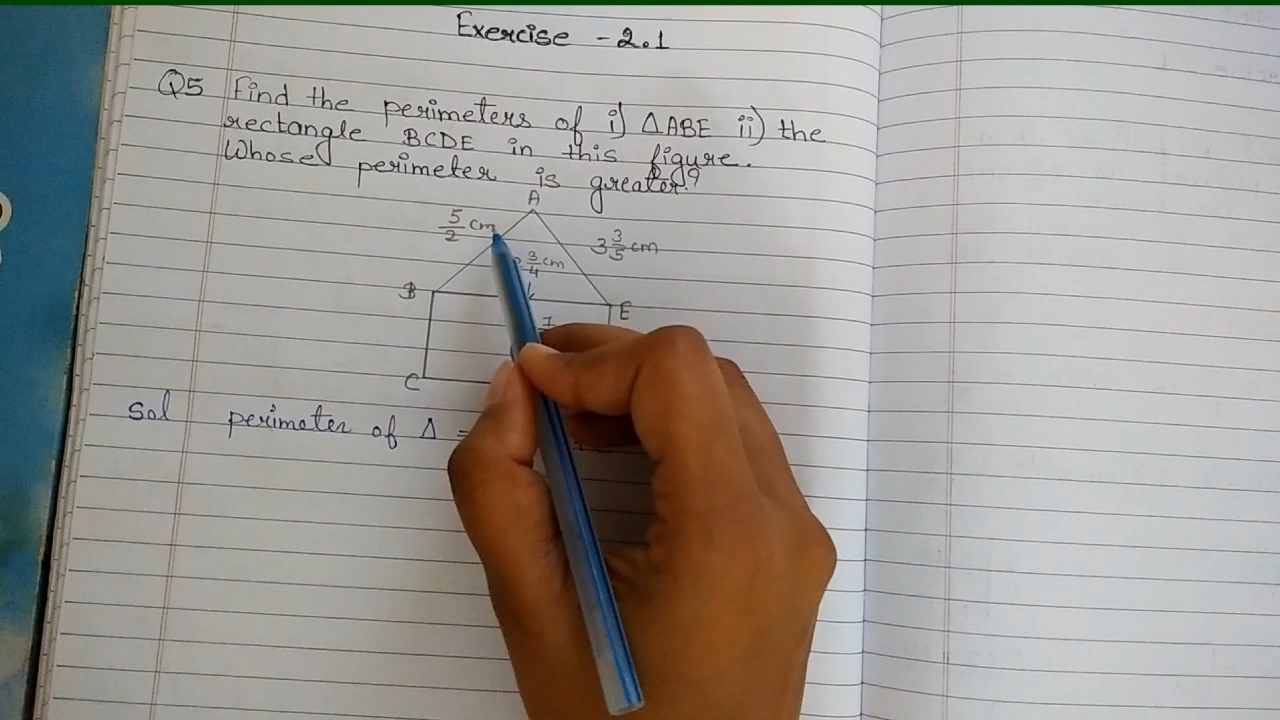 Exercise - 2.1
Q5 Find the perimeters of i) ΔABE ii) the
rectangle BCDE in this figure.
Whose perimeter is greater?
A
5/2 cm
3 3/5 cm
3/4 cm
B
E
7
C
Sol perimeter of Δ =